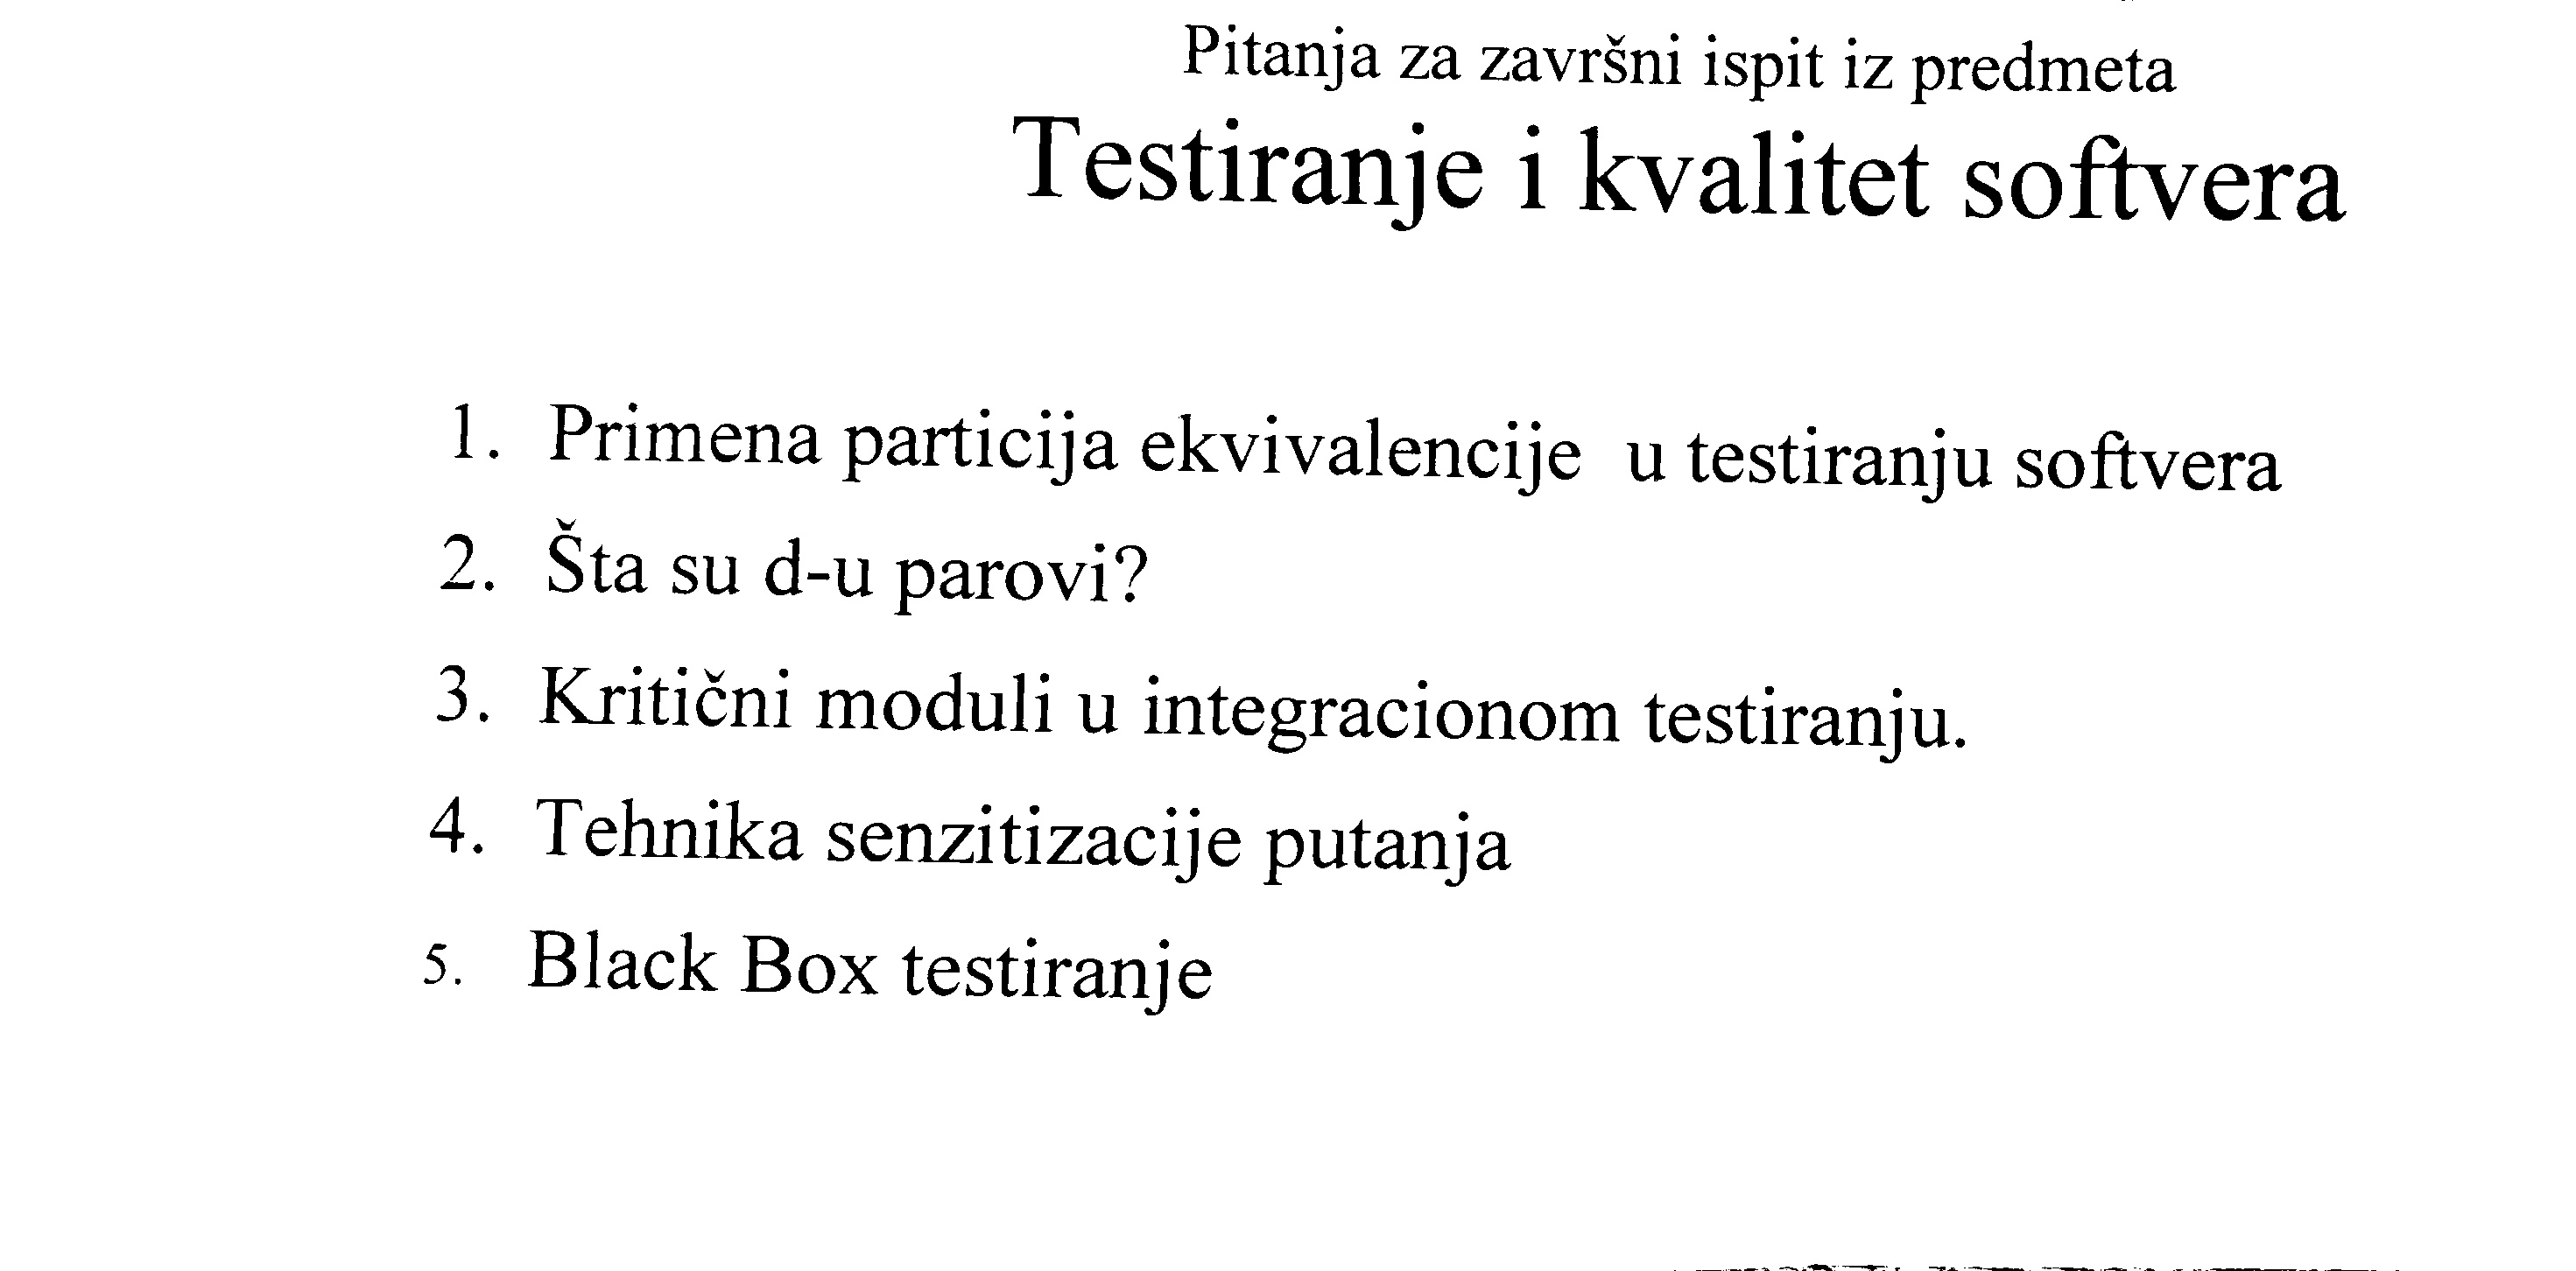 Pitanja za završni ispit iz predmeta
Testiranje i kvalitet softvera
1. Primena particija ekvivalencije u testiranju softvera
2. Šta su d-u parovi?
3. Kritični moduli u integracionom testiranju.
4. Tehnika senzitizacije putanja
5. Black Box testiranje